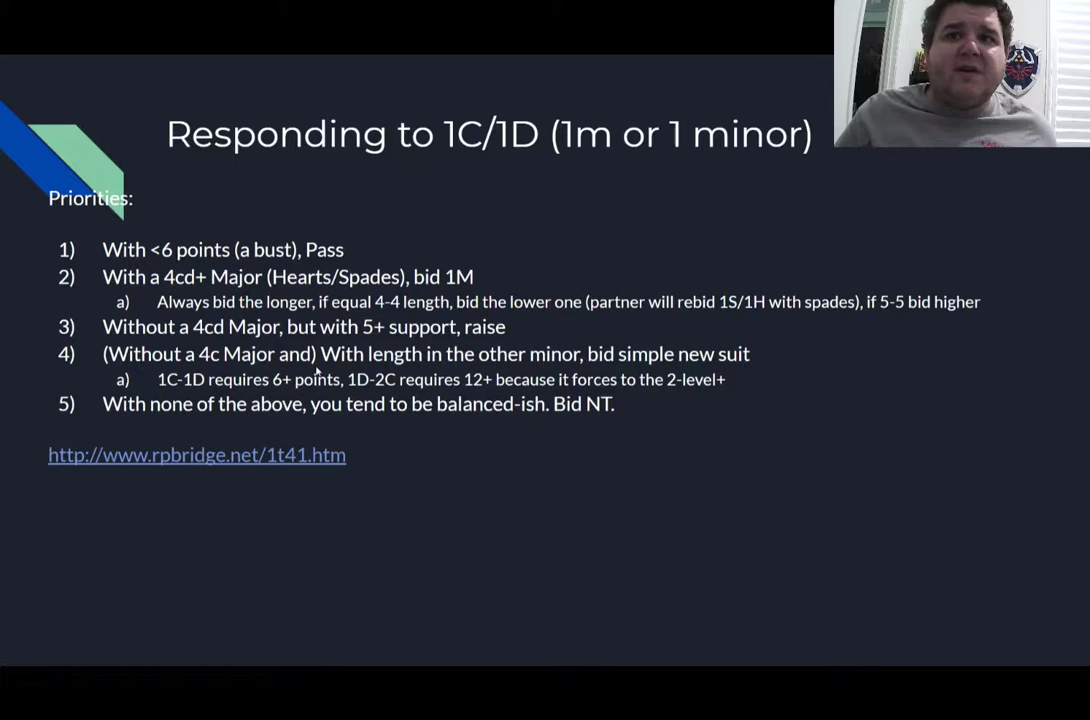 Responding to 1C/1D (1m or 1 minor)
Priorities:
1) With <6 points (a bust), Pass
2) With a 4cd+ Major (Hearts/Spades), bid 1M
a) Always bid the longer, if equal 4-4 length, bid the lower one (partner will rebid 1S/1H with spades), if 5-5 bid higher
3) Without a 4cd Major, but with 5+ support, raise
4) (Without a 4c Major and) With length in the other minor, bid simple new suit
a) 1C-1D requires 6+ points, 1D-2C requires 12+ because it forces to the 2-level+
5) With none of the above, you tend to be balanced-ish. Bid NT.
http://www.rpbridge.net/1t41.htm